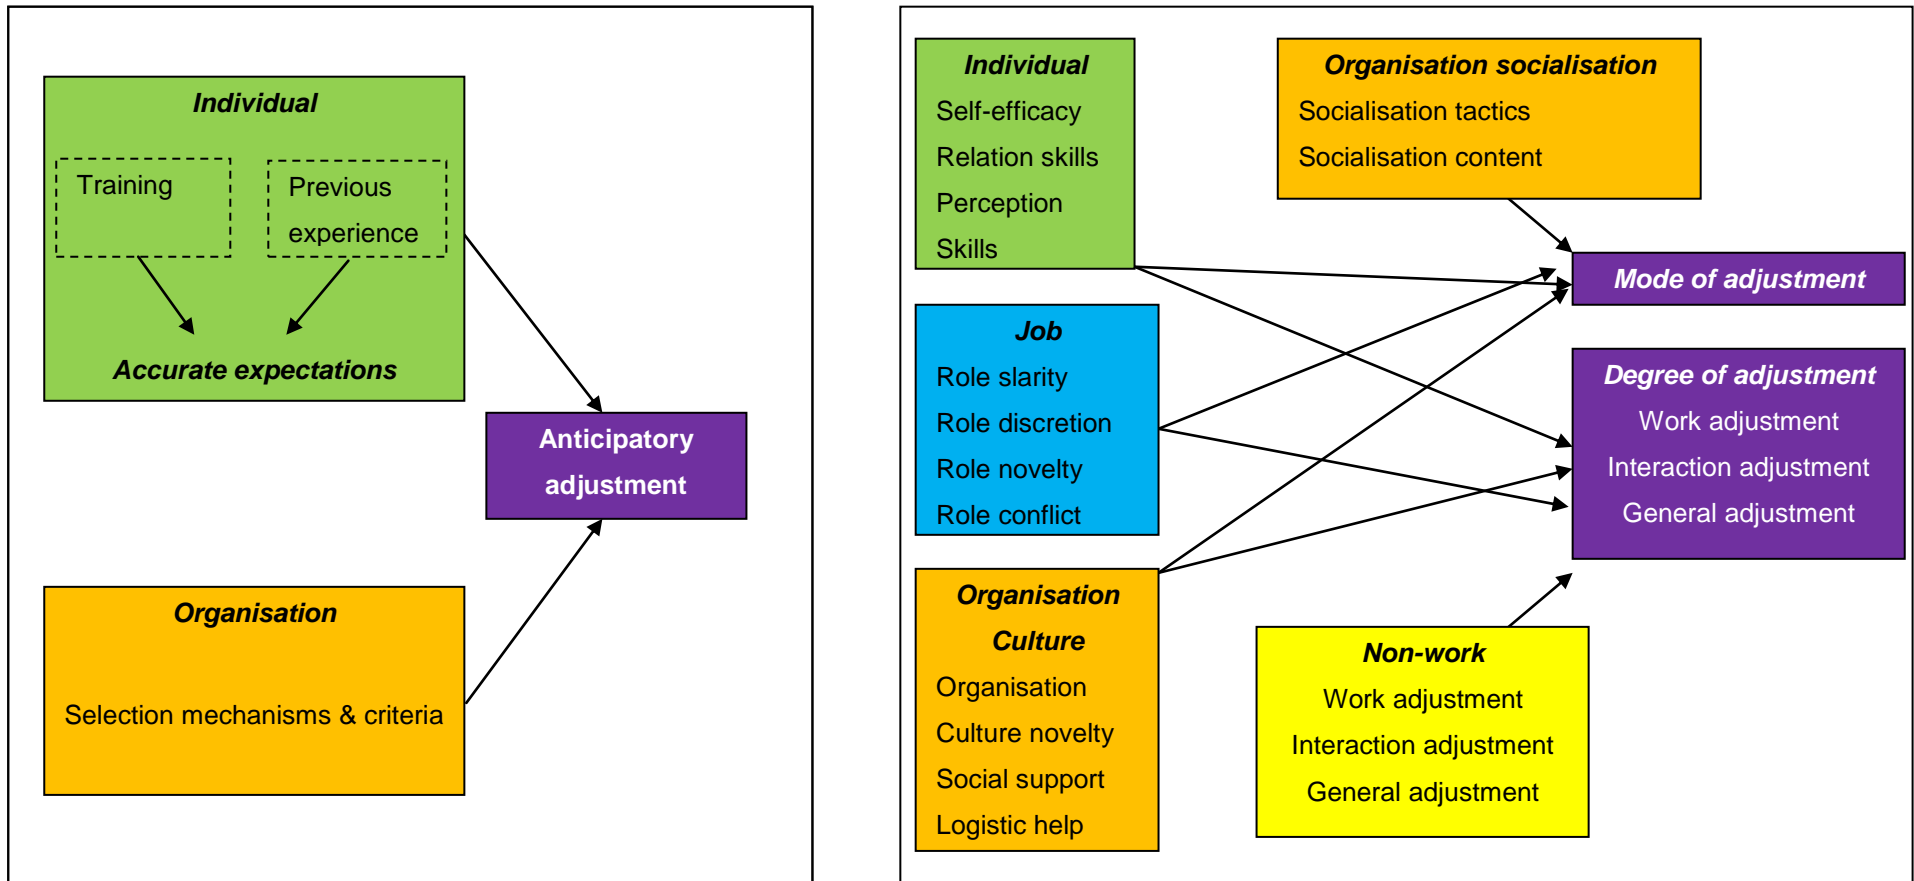 Individual
Training
Previous
experience
Accurate expectations
Anticipatory
adjustment
Organisation
Selection mechanisms & criteria
Individual
Self-efficacy
Relation skills
Perception
Skills
Organisation socialisation
Socialisation tactics
Socialisation content
Mode of adjustment
Job
Role slarity
Role discretion
Role novelty
Role conflict
Degree of adjustment
Work adjustment
Interaction adjustment
General adjustment
Organisation
Culture
Organisation
Culture novelty
Social support
Logistic help
Non-work
Work adjustment
Interaction adjustment
General adjustment